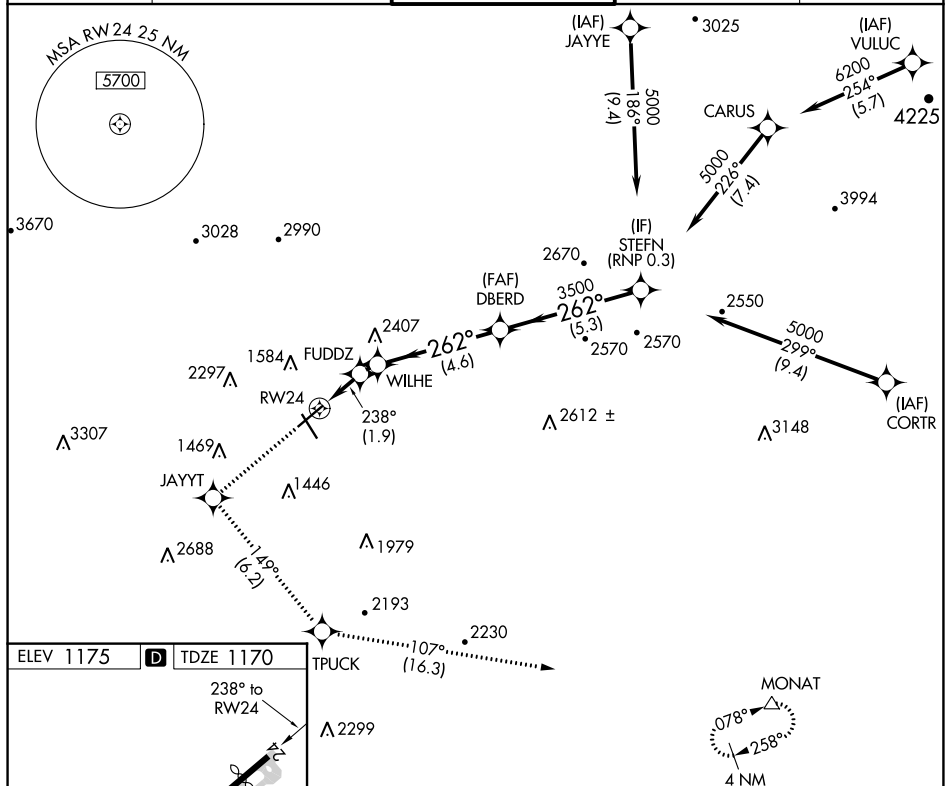 MSA RW24 25 NM
5700
(IAF)
JAYYE
3025
(IAF)
VULUC
6200
254°
(5.7)
4225
5000
186°
(9.4)
CARUS
5000
226°
(7.4)
3994
3670
3028
2990
(IF)
STEFN
(RNP 0.3)
2670
(FAF)
DBERD
3500
262°
(5.3)
2570
2570
2550
5000
299°
(9.4)
(IAF)
CORTR
2407
262°
(4.6)
1584
FUDDZ
WILHE
2297
RW24
238°
(1.9)
2612 ±
3148
3307
1469
JAYYT
1446
2688
149°
(6.2)
1979
2193
2230
TPUCK
107°
(16.3)
ELEV 1175
D
TDZE 1170
238° to
RW24
24
2299
MONAT
078°
258°
4 NM